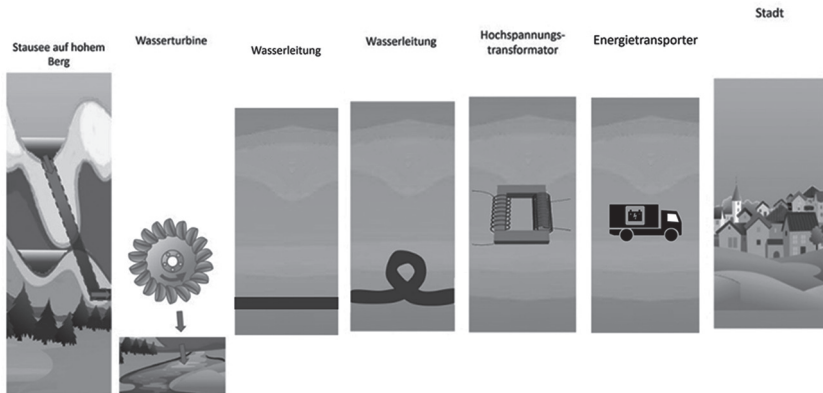 Stausee auf hohem
Berg
Wasserturbine
Wasserleitung
Wasserleitung
Hochspannungs-
transformator
Energietransporter
Stadt